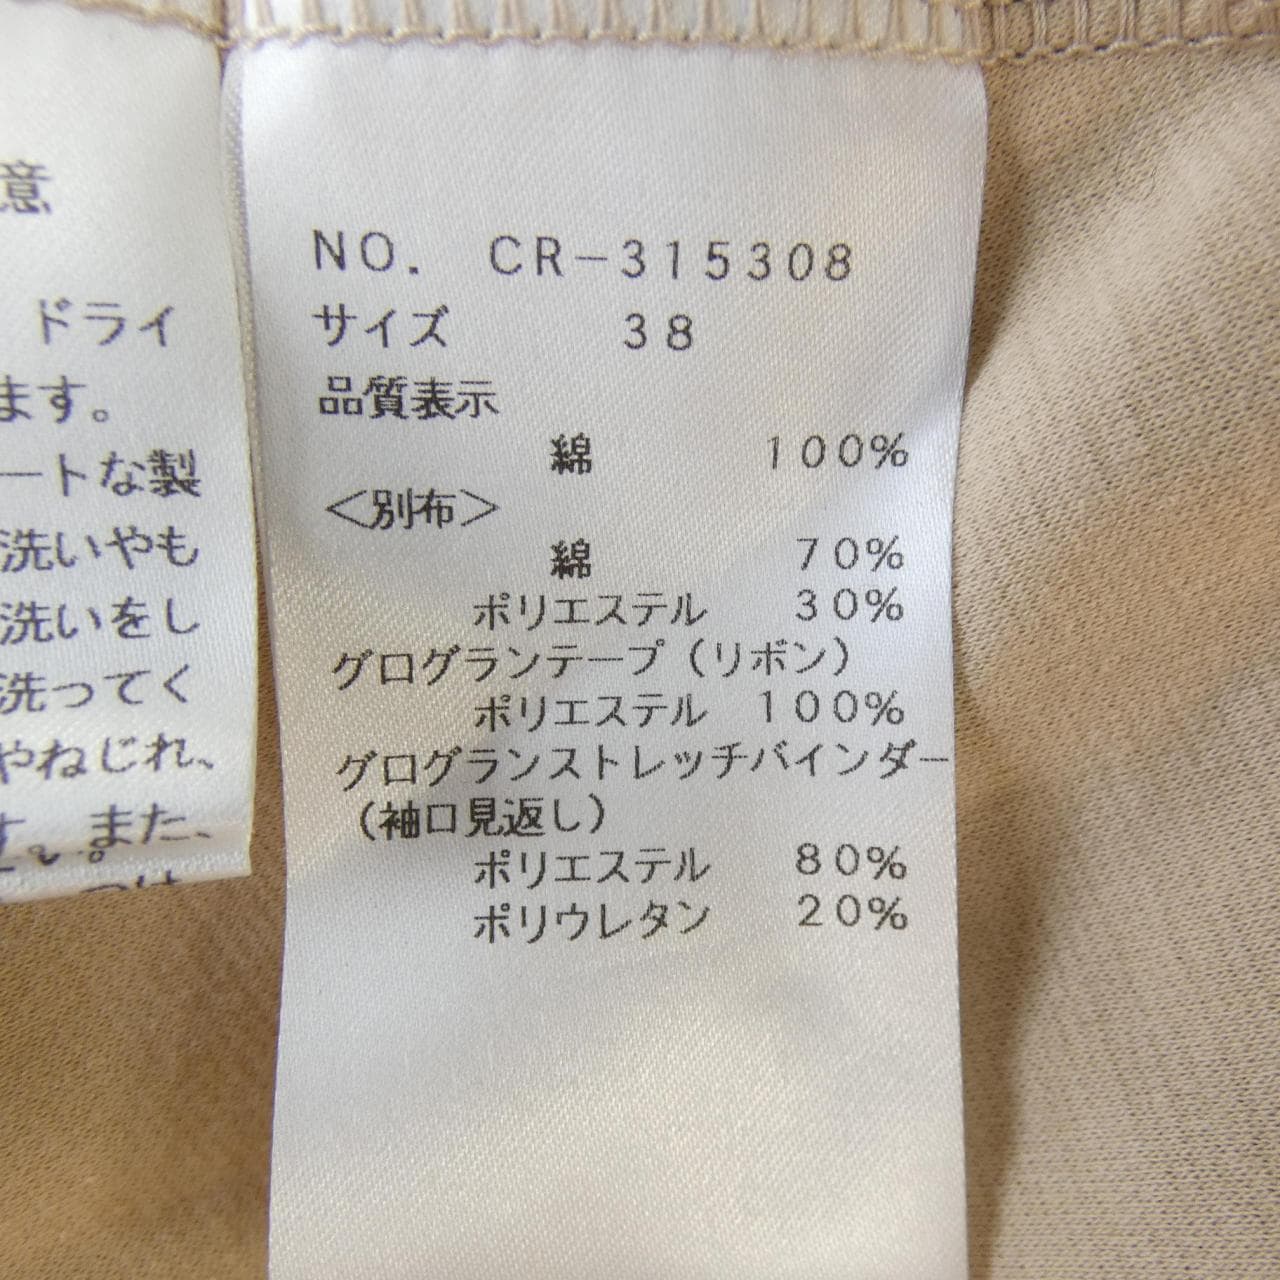 意
ドライ
ます。
ートな製
洗いやも
洗いをし
洗ってく
やねじれ、
す。また、
NO. CR-315308
サイズ 38
品質表示
綿 100%
<別布>
綿 70%
ポリエステル 30%
グログランテープ(リボン)
ポリエステル 100%
グログランストレッチバインダー
(袖口見返し)
ポリエステル 80%
ポリウレタン 20%